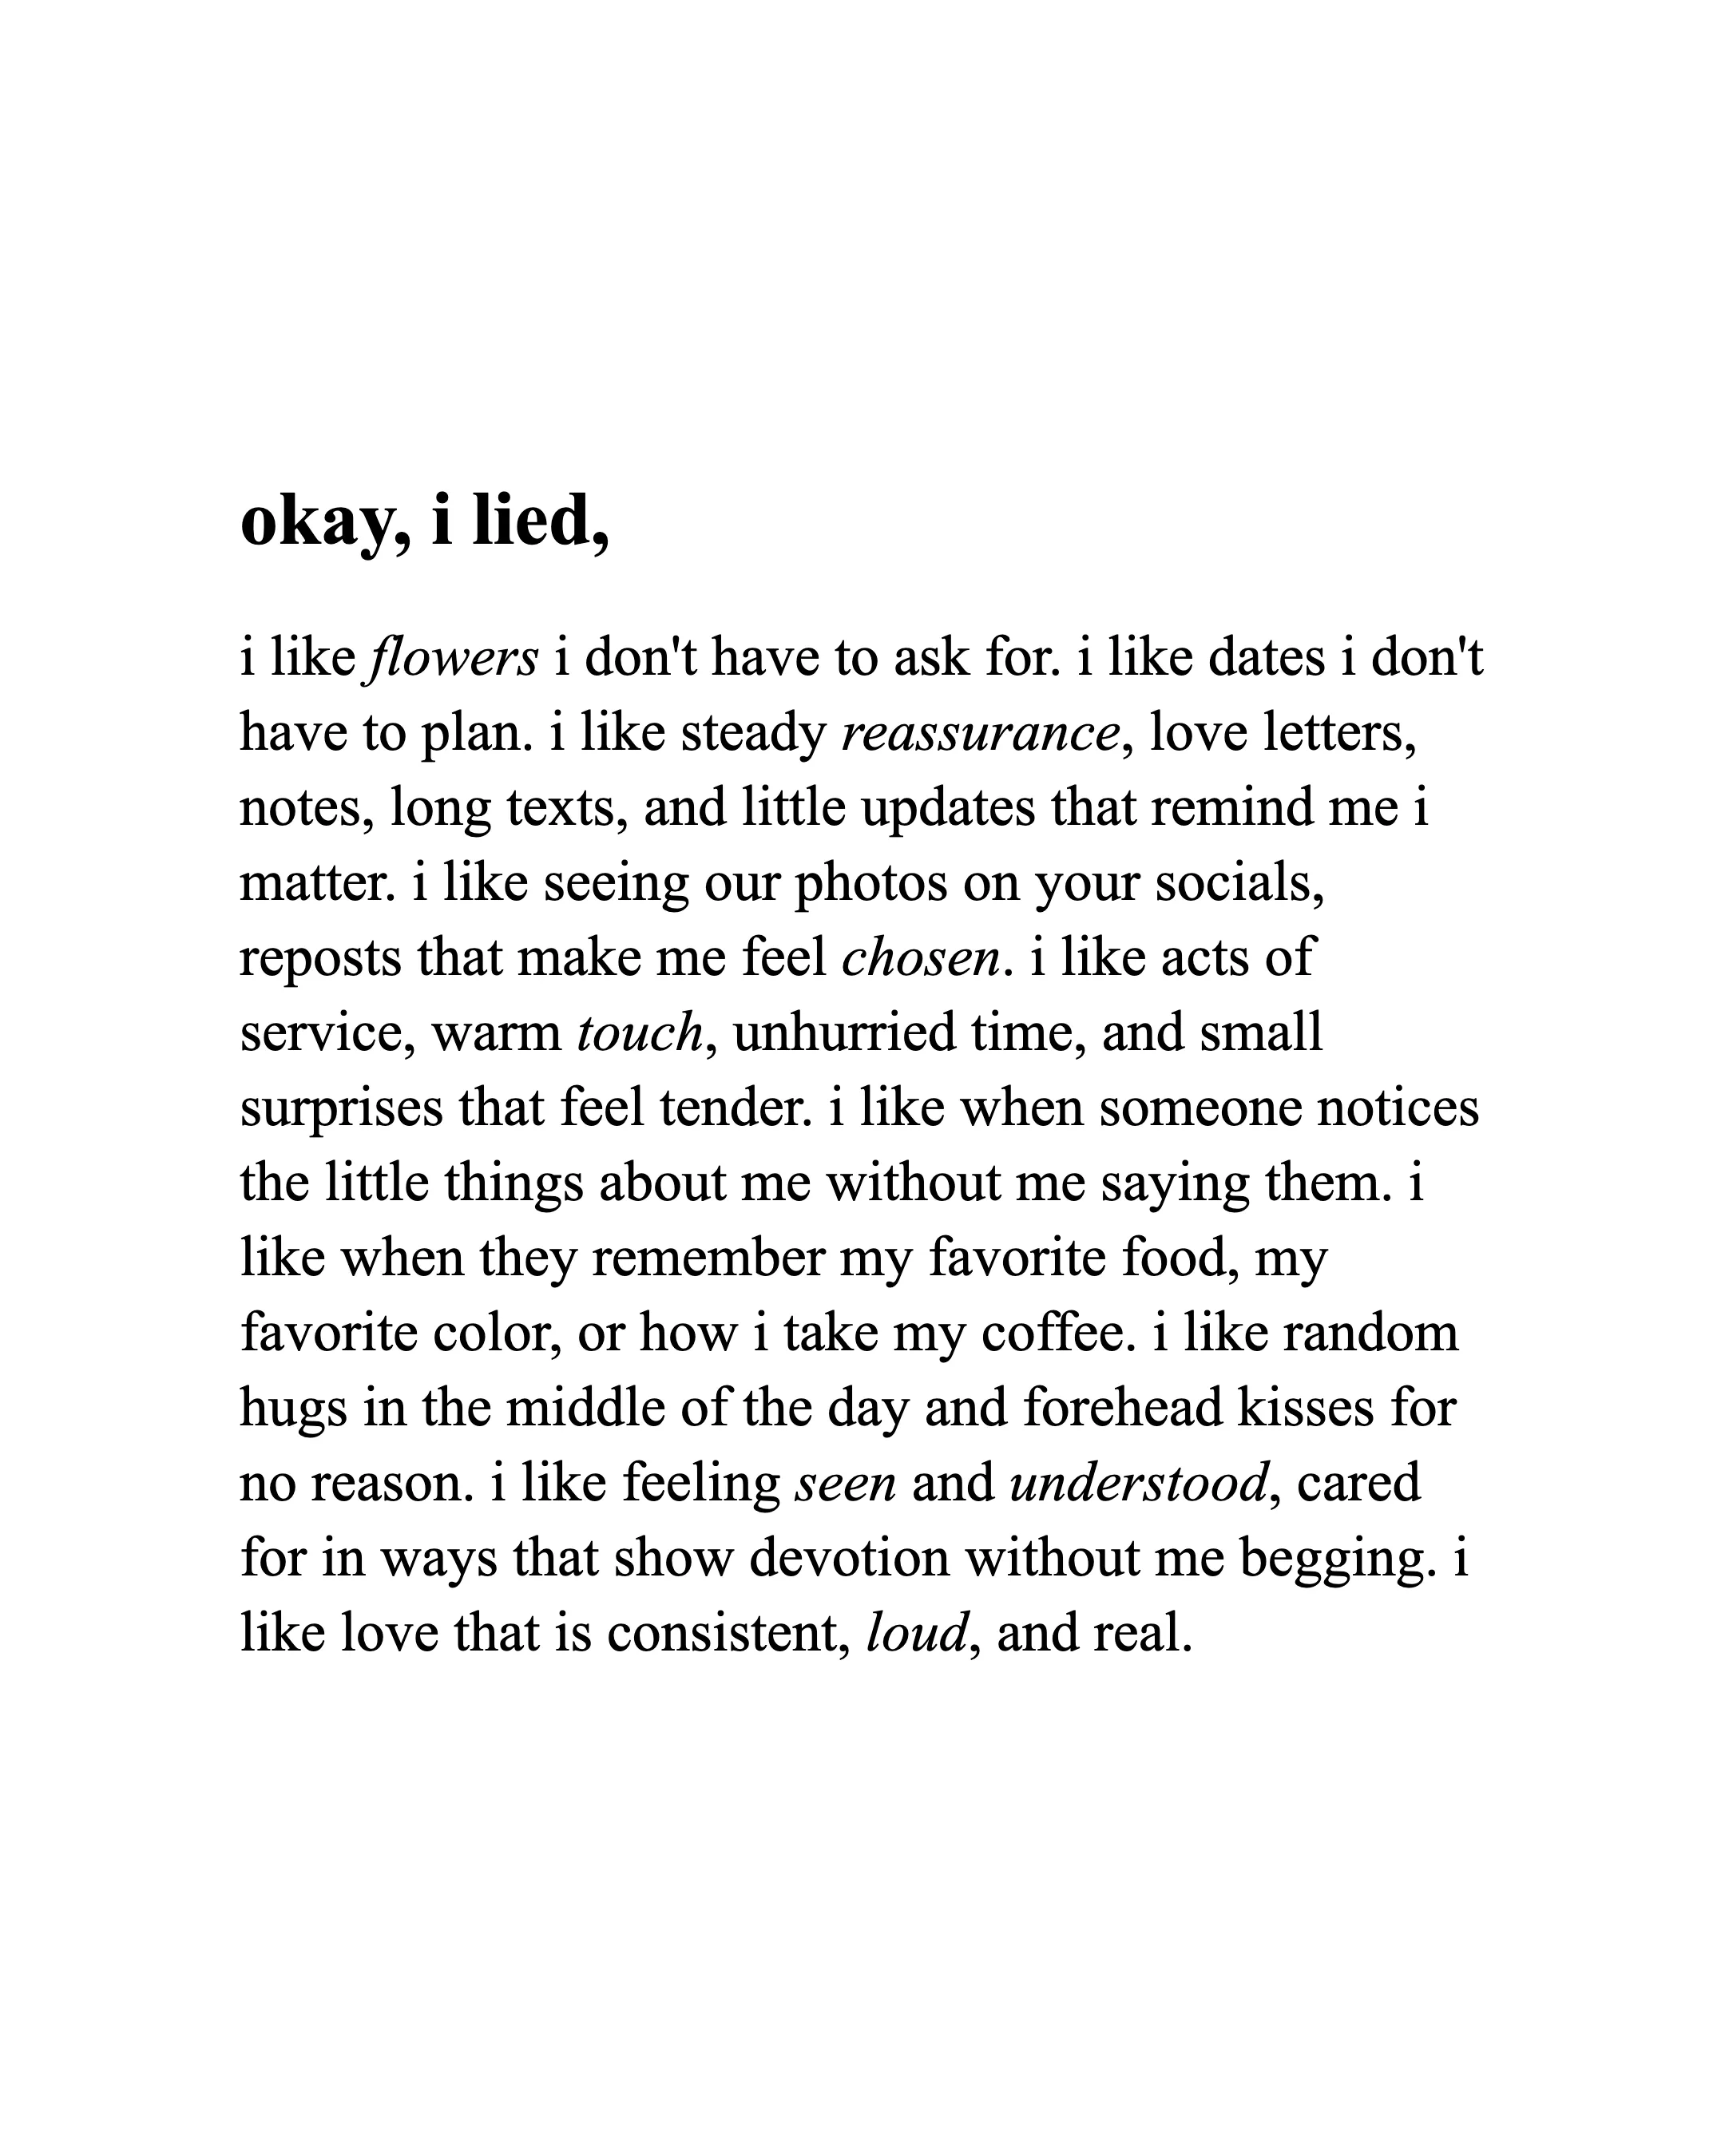 okay, i lied,
i like flowers i don't have to ask for. i like dates i don't
have to plan. i like steady reassurance, love letters,
notes, long texts, and little updates that remind me i
matter. i like seeing our photos on your socials,
reposts that make me feel chosen. i like acts of
service, warm touch, unhurried time, and small
surprises that feel tender. i like when someone notices
the little things about me without me saying them. i
like when they remember my favorite food, my
favorite color, or how i take my coffee. i like random
hugs in the middle of the day and forehead kisses for
no reason. i like feeling seen and understood, cared
for in ways that show devotion without me begging. i
like love that is consistent, loud, and real.